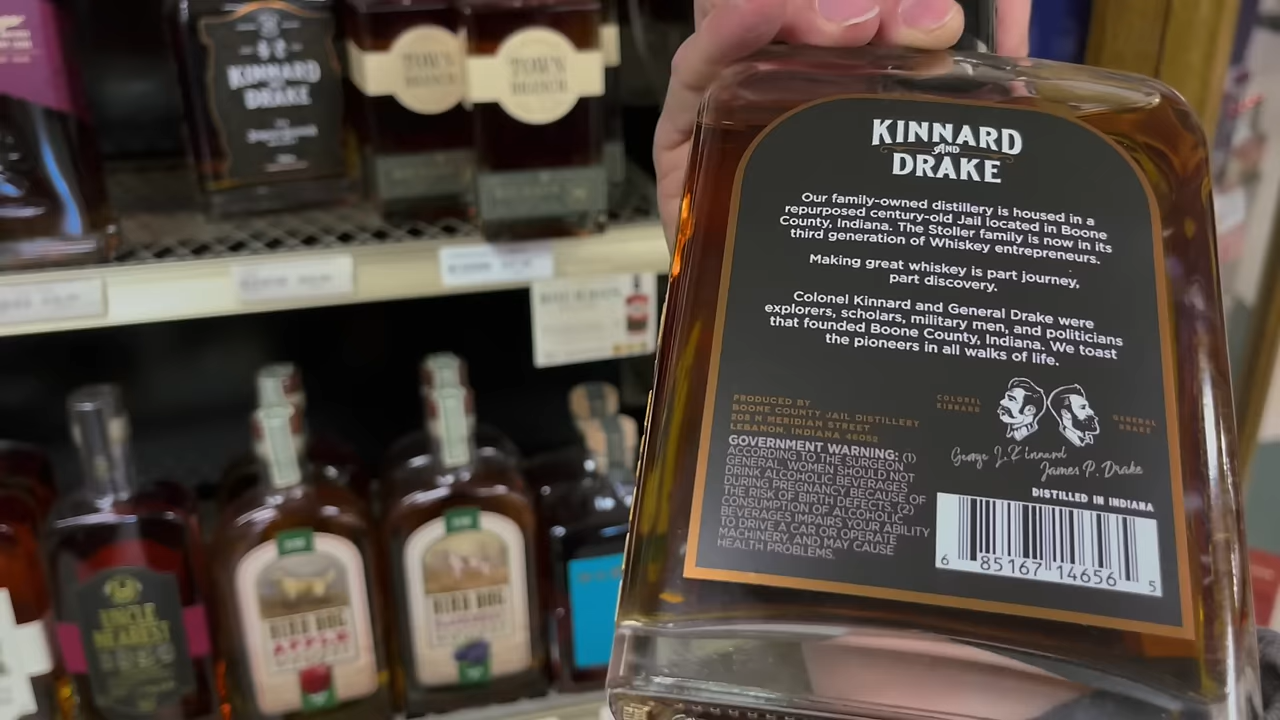 KINNARD
AND
DRAKE
Our family-owned distillery is housed in a
repurposed century-old Jail located in Boone
County, Indiana. The Stoller family is now in its
third generation of Whiskey entrepreneurs.
Making great whiskey is part journey,
part discovery.
Colonel Kinnard and General Drake were
explorers, scholars, military men, and politicians
that founded Boone County, Indiana. We toast
the pioneers in all walks of life.
COLONEL
KINNARD
GENERAL
DRAKE
PRODUCED BY
BOONE COUNTY JAIL DISTILLERY
208 N MERIDIAN STREET
LEBANON, INDIANA 46052
George L. Kinnard
James P. Drake
GOVERNMENT WARNING: (1)
ACCORDING TO THE SURGEON
GENERAL, WOMEN SHOULD NOT
DRINK ALCOHOLIC BEVERAGES
DURING PREGNANCY BECAUSE OF
THE RISK OF BIRTH DEFECTS. (2)
CONSUMPTION OF ALCOHOLIC
BEVERAGES IMPAIRS YOUR ABILITY
TO DRIVE A CAR OR OPERATE
MACHINERY, AND MAY CAUSE
HEALTH PROBLEMS.
DISTILLED IN INDIANA
6 85167 14656 5
KINNARD
DRAKE
TOM'S
BRANCH
TOM'S
BRANCH
UNCLE
NEAREST
BIRD DOG
APPLE
BIRD DOG